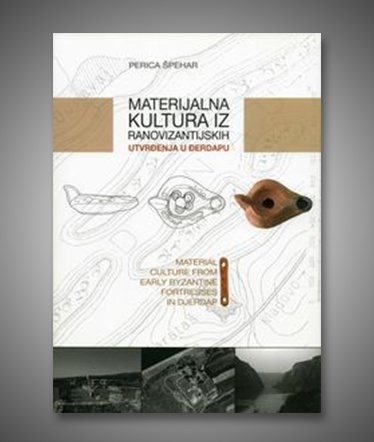 PERICA ŠPEHAR
MATERIJALNA
KULTURA IZ
RANOVIZANTIJSKIH
UTVRĐENJA U ĐERDAPU
MATERIAL
CULTURE FROM
EARLY BYZANTINE
FORTRESSES
IN DJERDAP